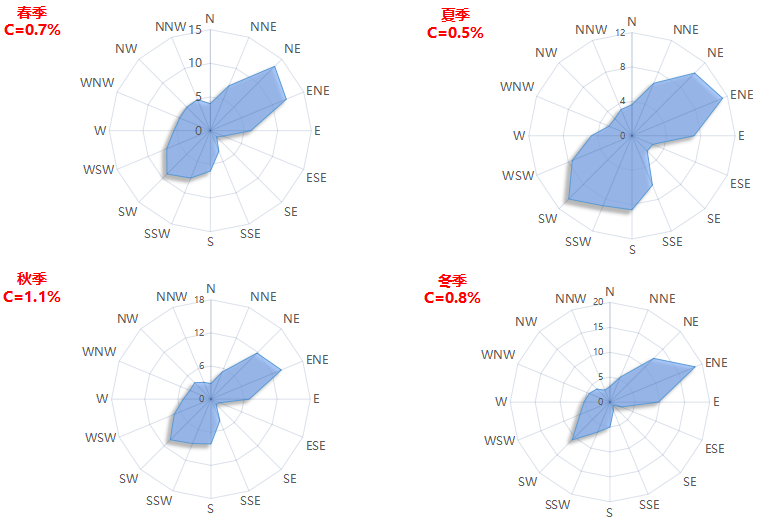 春季
C=0.7%
N
NNE
NE
ENE
E
ESE
SE
SSE
S
SSW
SW
WSW
W
WNW
NW
NNW
15
10
5
0
夏季
C=0.5%
N
NNE
NE
ENE
E
ESE
SE
SSE
S
SSW
SW
WSW
W
WNW
NW
NNW
12
8
4
0
秋季
C=1.1%
N
NNE
NE
ENE
E
ESE
SE
SSE
S
SSW
SW
WSW
W
WNW
NW
NNW
18
12
6
0
冬季
C=0.8%
N
NNE
NE
ENE
E
ESE
SE
SSE
S
SSW
SW
WSW
W
WNW
NW
NNW
20
15
10
5
0